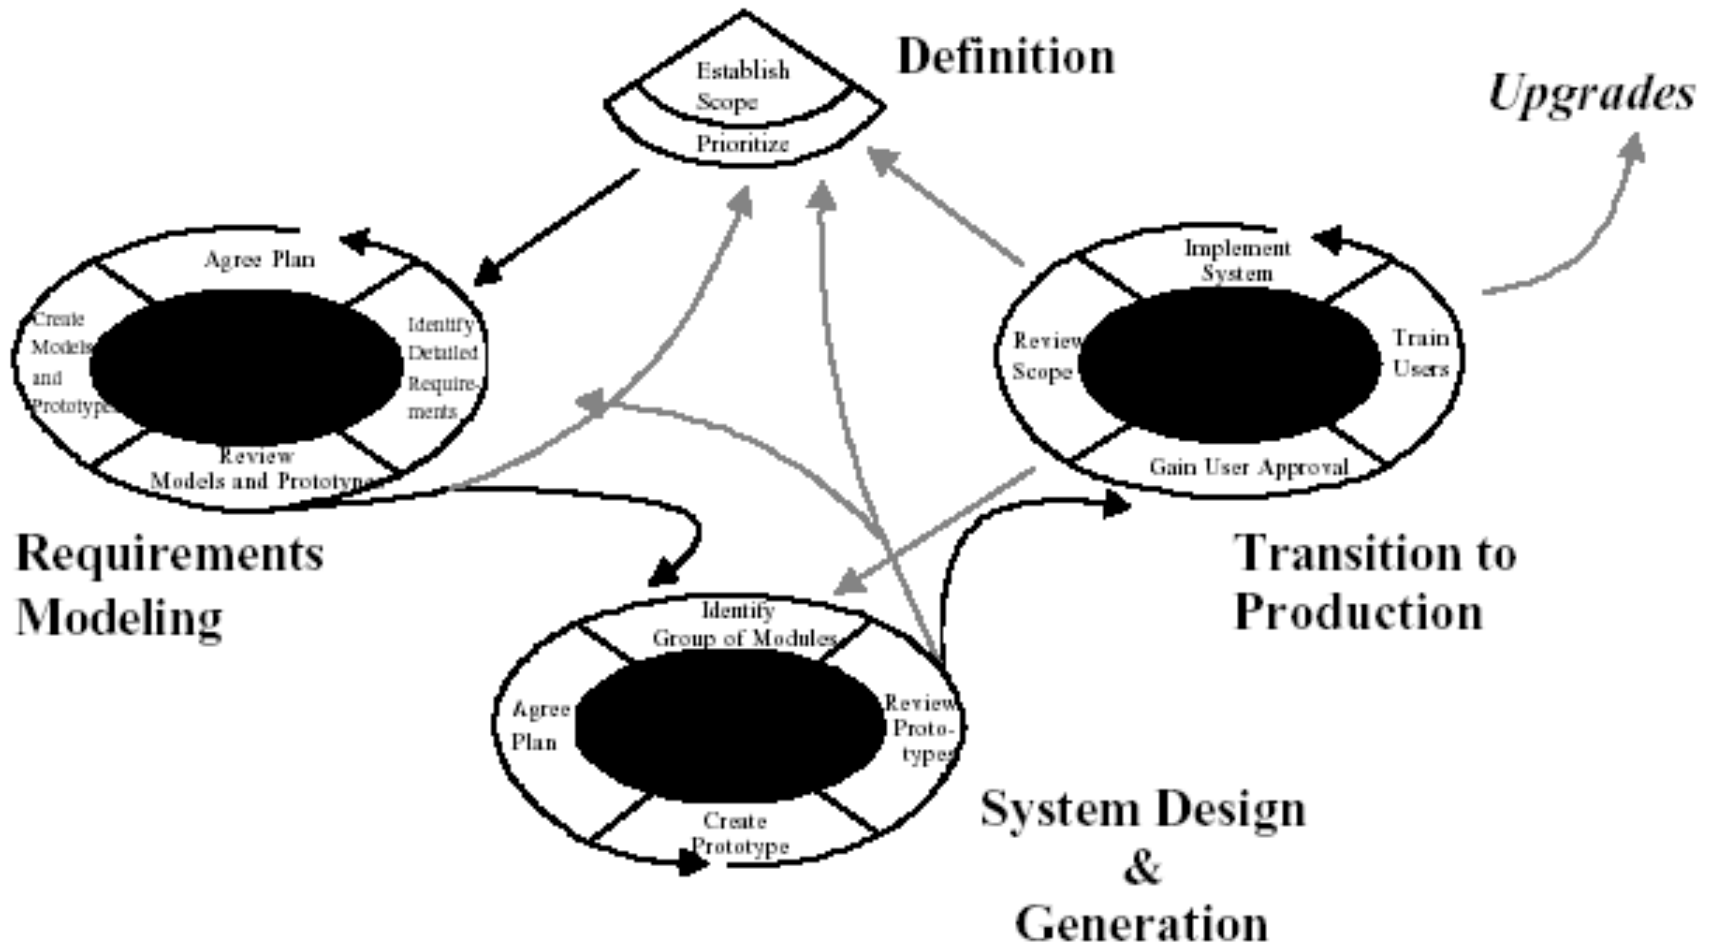 Definition
Establish
Scope
Prioritize
Upgrades
Agree Plan
Create
Models
and
Prototypes
Identify
Detailed
Require-
ments
Review
Models and Prototypes
Requirements
Modeling
Implement
System
Review
Scope
Train
Users
Gain User Approval
Transition to
Production
Identify
Group of Modules
Agree
Plan
Review
Proto-
types
Create
Prototype
System Design
&
Generation